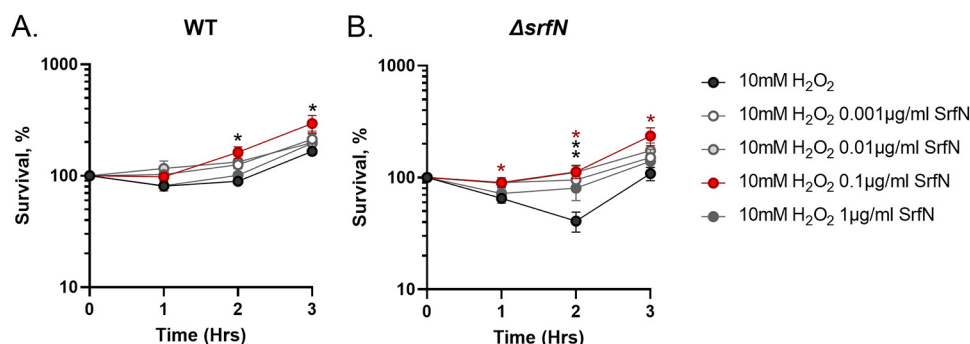 A.
WT
B.
ΔsrfN
1000
100
10
Survival, %
*
*
0
1
2
3
Time (Hrs)
1000
100
10
Survival, %
*
*
*
*
*
0
1
2
3
Time (Hrs)
10mM H₂O₂
10mM H₂O₂ 0.001µg/ml SrfN
10mM H₂O₂ 0.01µg/ml SrfN
10mM H₂O₂ 0.1µg/ml SrfN
10mM H₂O₂ 1µg/ml SrfN